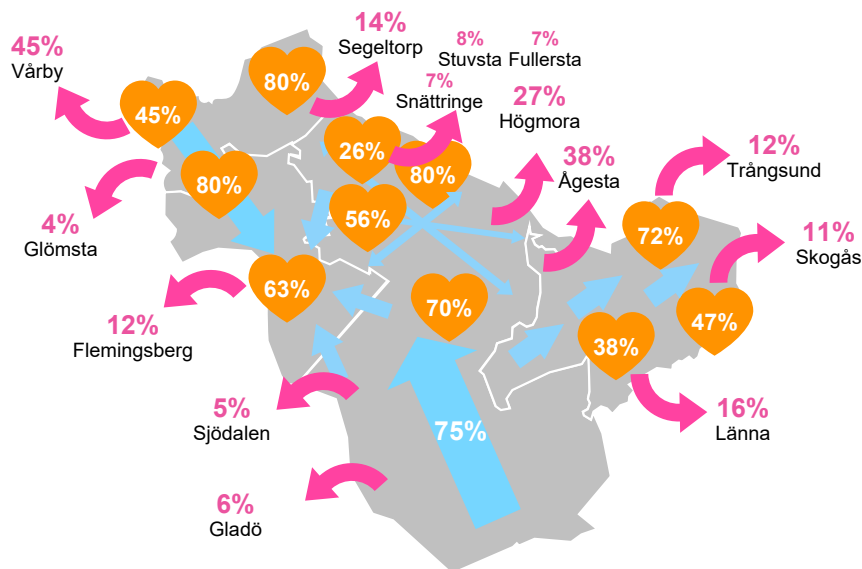 14%
Segeltorp
8%
Stuvsta
7%
Fullersta
45%
Vårby
7%
Snättringe
27%
Högmora
80%
45%
26%
38%
Ågesta
12%
Trångsund
80%
80%
4%
Glömsta
56%
72%
11%
Skogås
63%
70%
12%
Flemingsberg
38%
47%
5%
Sjödalen
75%
16%
Länna
6%
Gladö